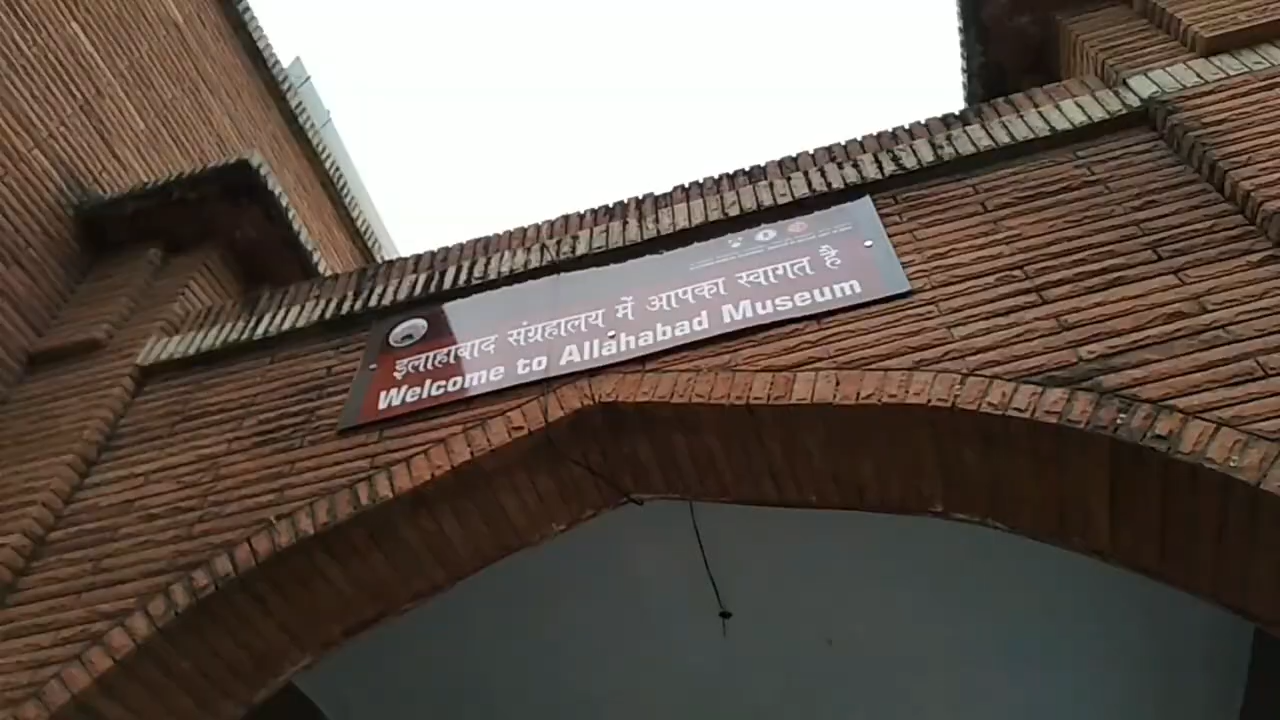 इलाहाबाद संग्रहालय में आपका स्वागत है
Welcome to Allahabad Museum